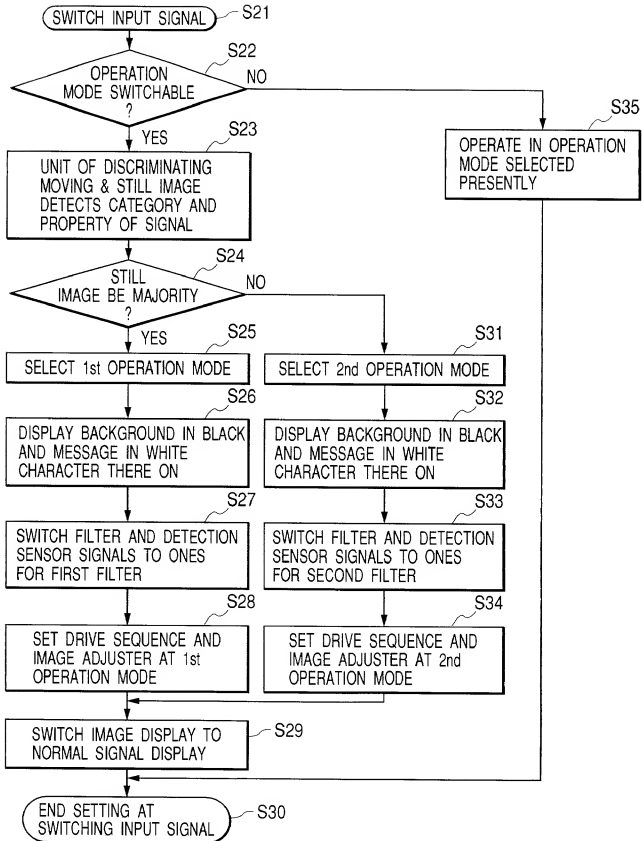 SWITCH INPUT SIGNAL
S21
S22
OPERATION
MODE SWITCHABLE
?
NO
YES
S23
UNIT OF DISCRIMINATING
MOVING & STILL IMAGE
DETECTS CATEGORY AND
PROPERTY OF SIGNAL
S35
OPERATE IN OPERATION
MODE SELECTED
PRESENTLY
S24
STILL
IMAGE BE MAJORITY
?
NO
YES
S25
SELECT 1st OPERATION MODE
S26
DISPLAY BACKGROUND IN BLACK
AND MESSAGE IN WHITE
CHARACTER THERE ON
S27
SWITCH FILTER AND DETECTION
SENSOR SIGNALS TO ONES
FOR FIRST FILTER
S28
SET DRIVE SEQUENCE AND
IMAGE ADJUSTER AT 1st
OPERATION MODE
S31
SELECT 2nd OPERATION MODE
S32
DISPLAY BACKGROUND IN BLACK
AND MESSAGE IN WHITE
CHARACTER THERE ON
S33
SWITCH FILTER AND DETECTION
SENSOR SIGNALS TO ONES
FOR SECOND FILTER
S34
SET DRIVE SEQUENCE AND
IMAGE ADJUSTER AT 2nd
OPERATION MODE
SWITCH IMAGE DISPLAY TO
NORMAL SIGNAL DISPLAY
S29
END SETTING AT
SWITCHING INPUT SIGNAL
S30